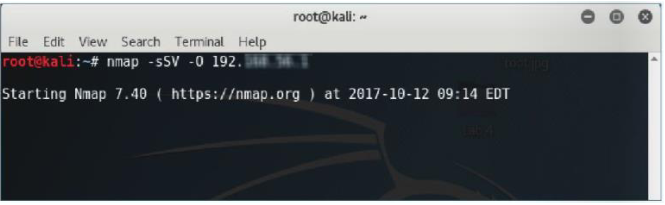 root@kali: ~
File Edit View Search Terminal Help
root@kali:~# nmap -sSV -O 192.
Starting Nmap 7.40 ( https://nmap.org ) at 2017-10-12 09:14 EDT